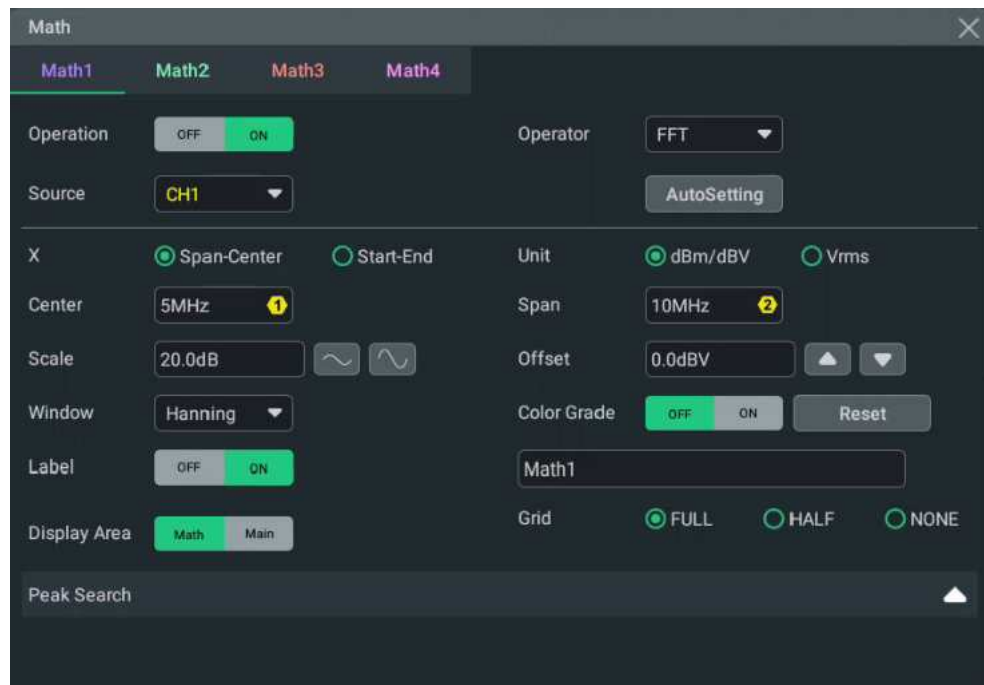 Math
Math1 Math2 Math3 Math4
Operation OFF ON Operator FFT
Source CH1 AutoSetting
X Span-Center Start-End Unit dBm/dBV Vrms
Center 5MHz 1 Span 10MHz 2
Scale 20.0dB Offset 0.0dBV
Window Hanning Color Grade OFF ON Reset
Label OFF ON Math1
Display Area Math Main Grid FULL HALF NONE
Peak Search